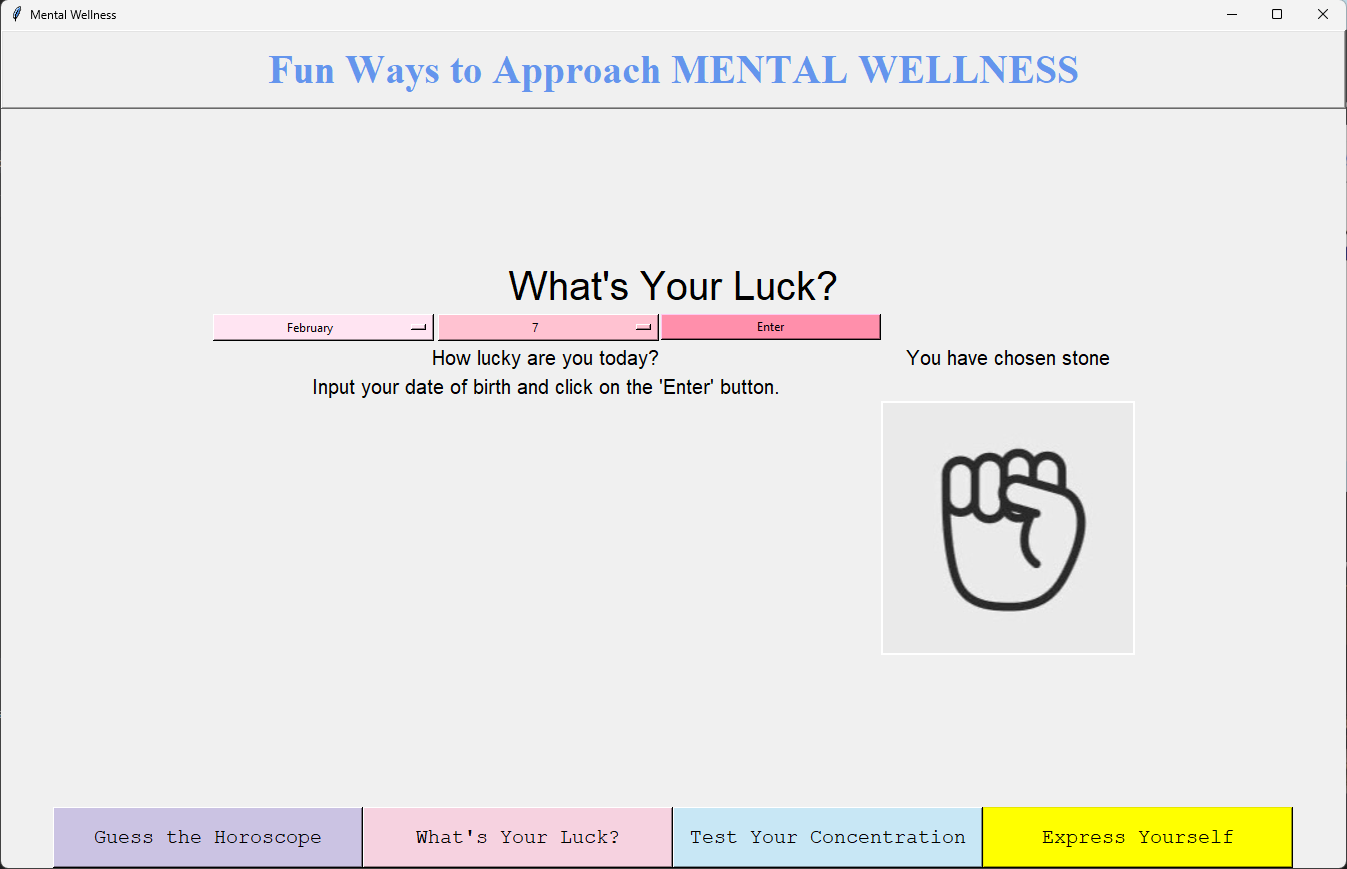 Mental Wellness
Fun Ways to Approach MENTAL WELLNESS
What's Your Luck?
February 7 Enter
How lucky are you today? You have chosen stone
Input your date of birth and click on the 'Enter' button.
Guess the Horoscope What's Your Luck? Test Your Concentration Express Yourself